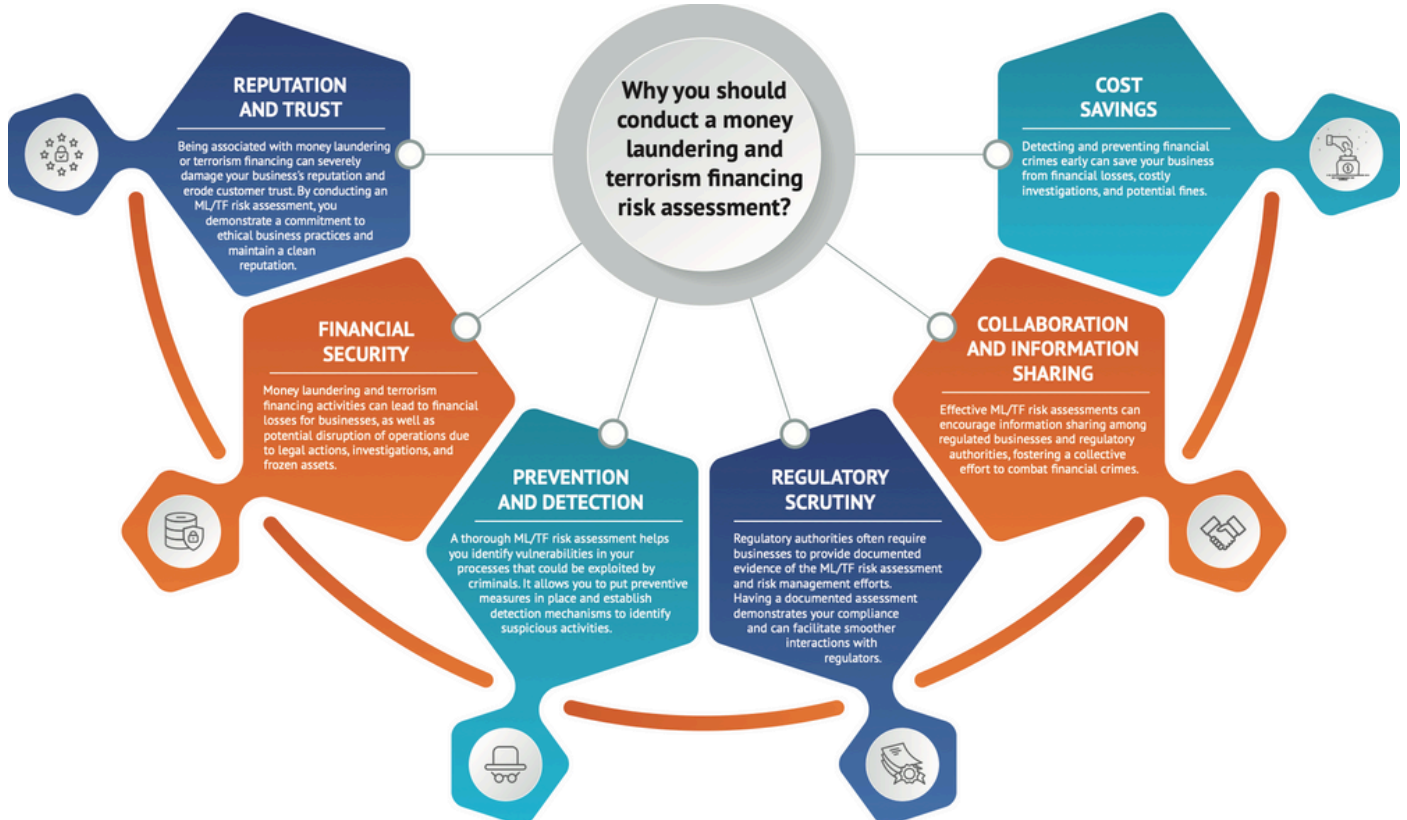 Why you should
conduct a money
laundering and
terrorism financing
risk assessment?
REPUTATION
AND TRUST
Being associated with money laundering
or terrorism financing can severely
damage your business's reputation and
erode customer trust. By conducting an
ML/TF risk assessment, you
demonstrate a commitment to
ethical business practices and
maintain a clean
reputation.
FINANCIAL
SECURITY
Money laundering and terrorism
financing activities can lead to financial
losses for businesses, as well as
potential disruption of operations due
to legal actions, investigations, and
frozen assets.
PREVENTION
AND DETECTION
A thorough ML/TF risk assessment helps
you identify vulnerabilities in your
processes that could be exploited by
criminals. It allows you to put preventive
measures in place and establish
detection mechanisms to identify
suspicious activities.
REGULATORY
SCRUTINY
Regulatory authorities often require
businesses to provide documented
evidence of the ML/TF risk assessment
and risk management efforts.
Having a documented assessment
demonstrates your compliance
and can facilitate smoother
interactions with
regulators.
COLLABORATION
AND INFORMATION
SHARING
Effective ML/TF risk assessments can
encourage information sharing among
regulated businesses and regulatory
authorities, fostering a collective
effort to combat financial crimes.
COST
SAVINGS
Detecting and preventing financial
crimes early can save your business
from financial losses, costly
investigations, and potential fines.